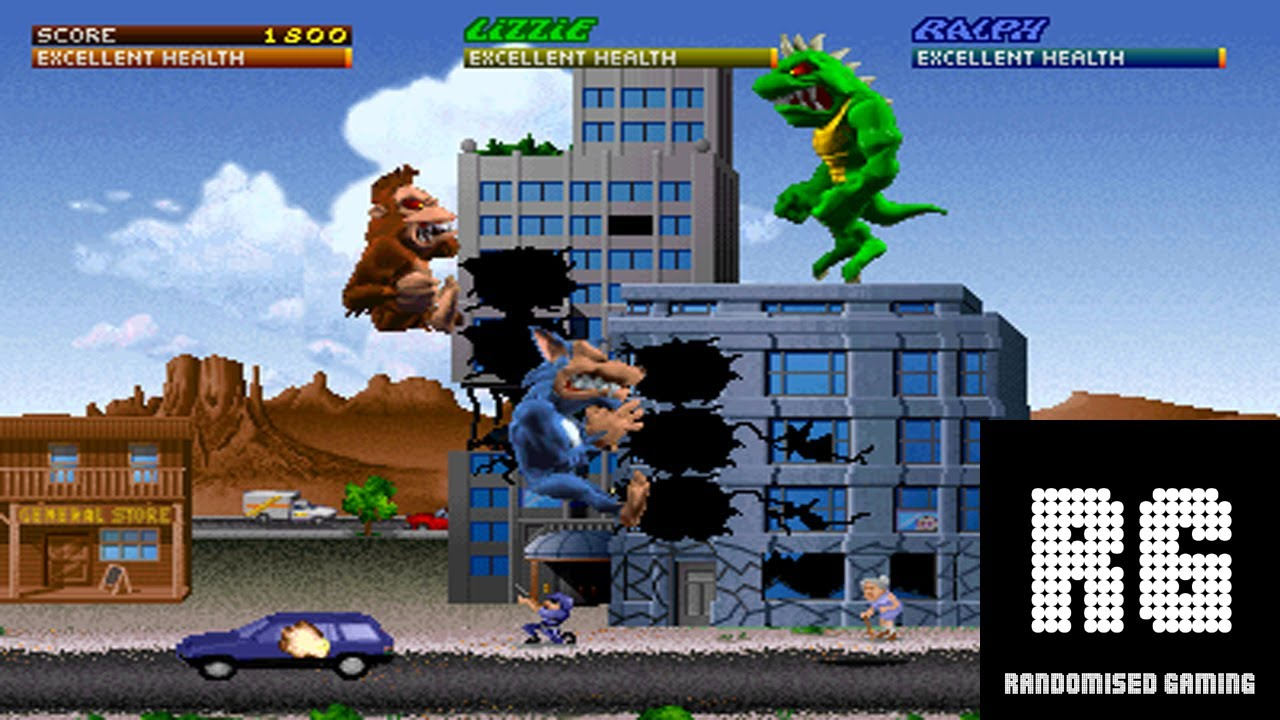 SCORE 1800
EXCELLENT HEALTH
LIZZIE
EXCELLENT HEALTH
RALPH
EXCELLENT HEALTH
GENERAL STORE
RG
RANDOMISED GAMING